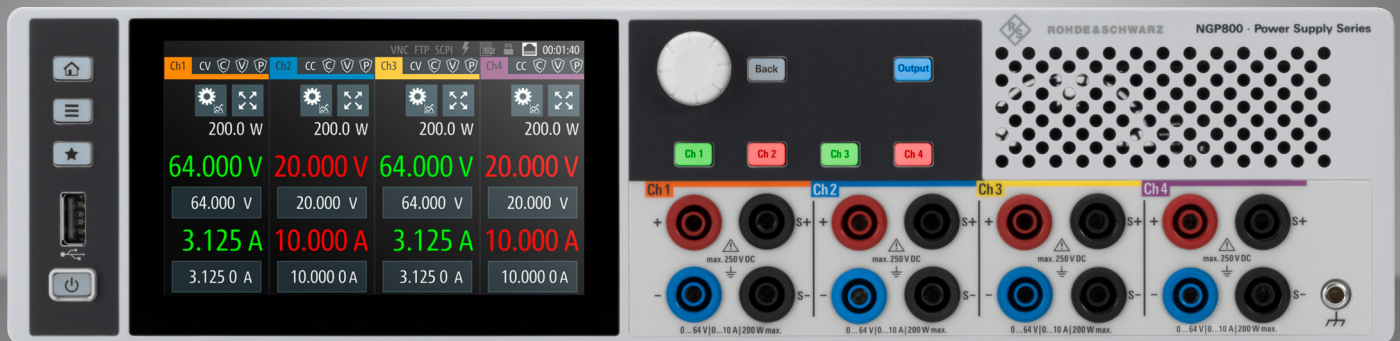 ROHDE&SCHWARZ
NGP800 · Power Supply Series
VNC FTP SCPI 00:01:40
Ch1 CV C V P Ch2 CC C V P Ch3 CV C V P Ch4 CC C V P
200.0 W 200.0 W 200.0 W 200.0 W
64.000 V 20.000 V 64.000 V 20.000 V
64.000 V 20.000 V 64.000 V 20.000 V
3.125 A 10.000 A 3.125 A 10.000 A
3.125 0 A 10.000 0 A 3.125 0 A 10.000 0 A
Back Output
Ch 1 Ch 2 Ch 3 Ch 4
Ch1 Ch2 Ch3 Ch4
+ S+ + S+ + S+ + S+
max. 250 V DC max. 250 V DC max. 250 V DC max. 250 V DC
- S- - S- - S- - S-
0...64 V|0...10 A|200 W max. 0...64 V|0...10 A|200 W max. 0...64 V|0...10 A|200 W max. 0...64 V|0...10 A|200 W max.